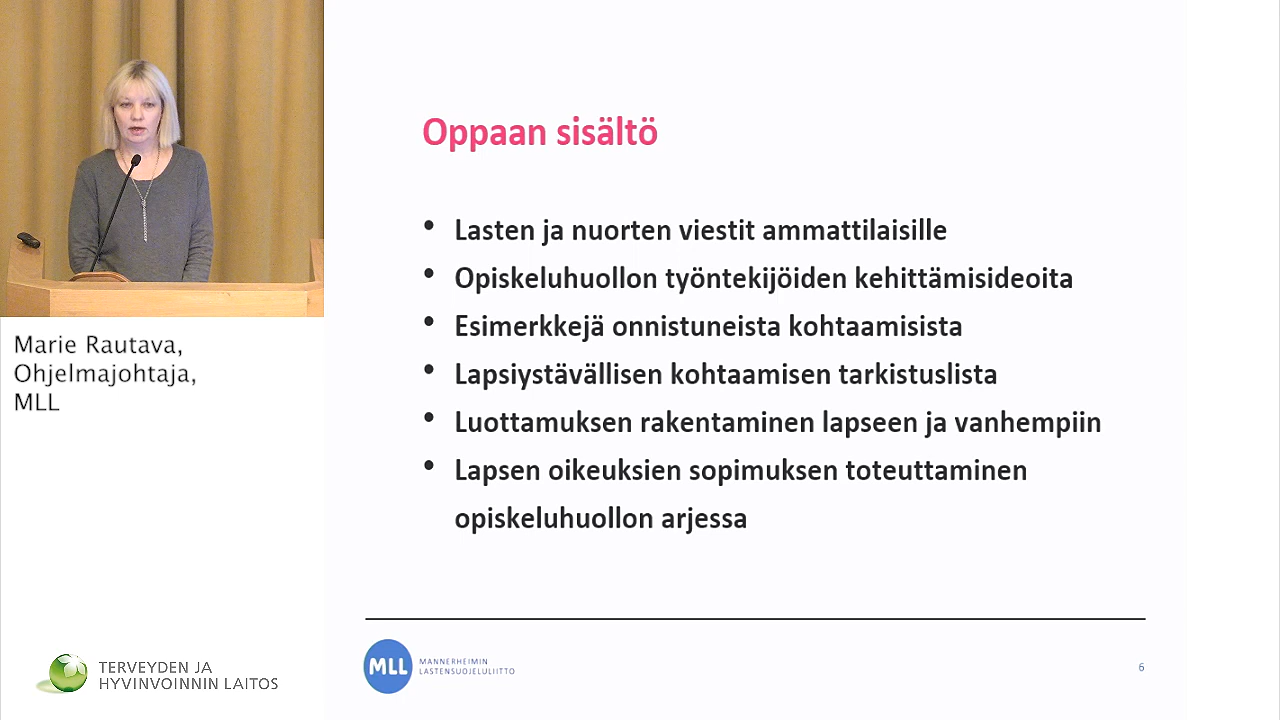 Oppaan sisältö
• Lasten ja nuorten viestit ammattilaisille
• Opiskeluhuollon työntekijöiden kehittämisideoita
• Esimerkkejä onnistuneista kohtaamisista
• Lapsiystävällisen kohtaamisen tarkistuslista
• Luottamuksen rakentaminen lapseen ja vanhempiin
• Lapsen oikeuksien sopimuksen toteuttaminen
opiskeluhuollon arjessa
Marie Rautava,
Ohjelmajohtaja,
MLL
TERVEYDEN JA
HYVINVOINNIN LAITOS
MLL
MANNERHEIMIN
LASTENSUOJELULIITTO
6